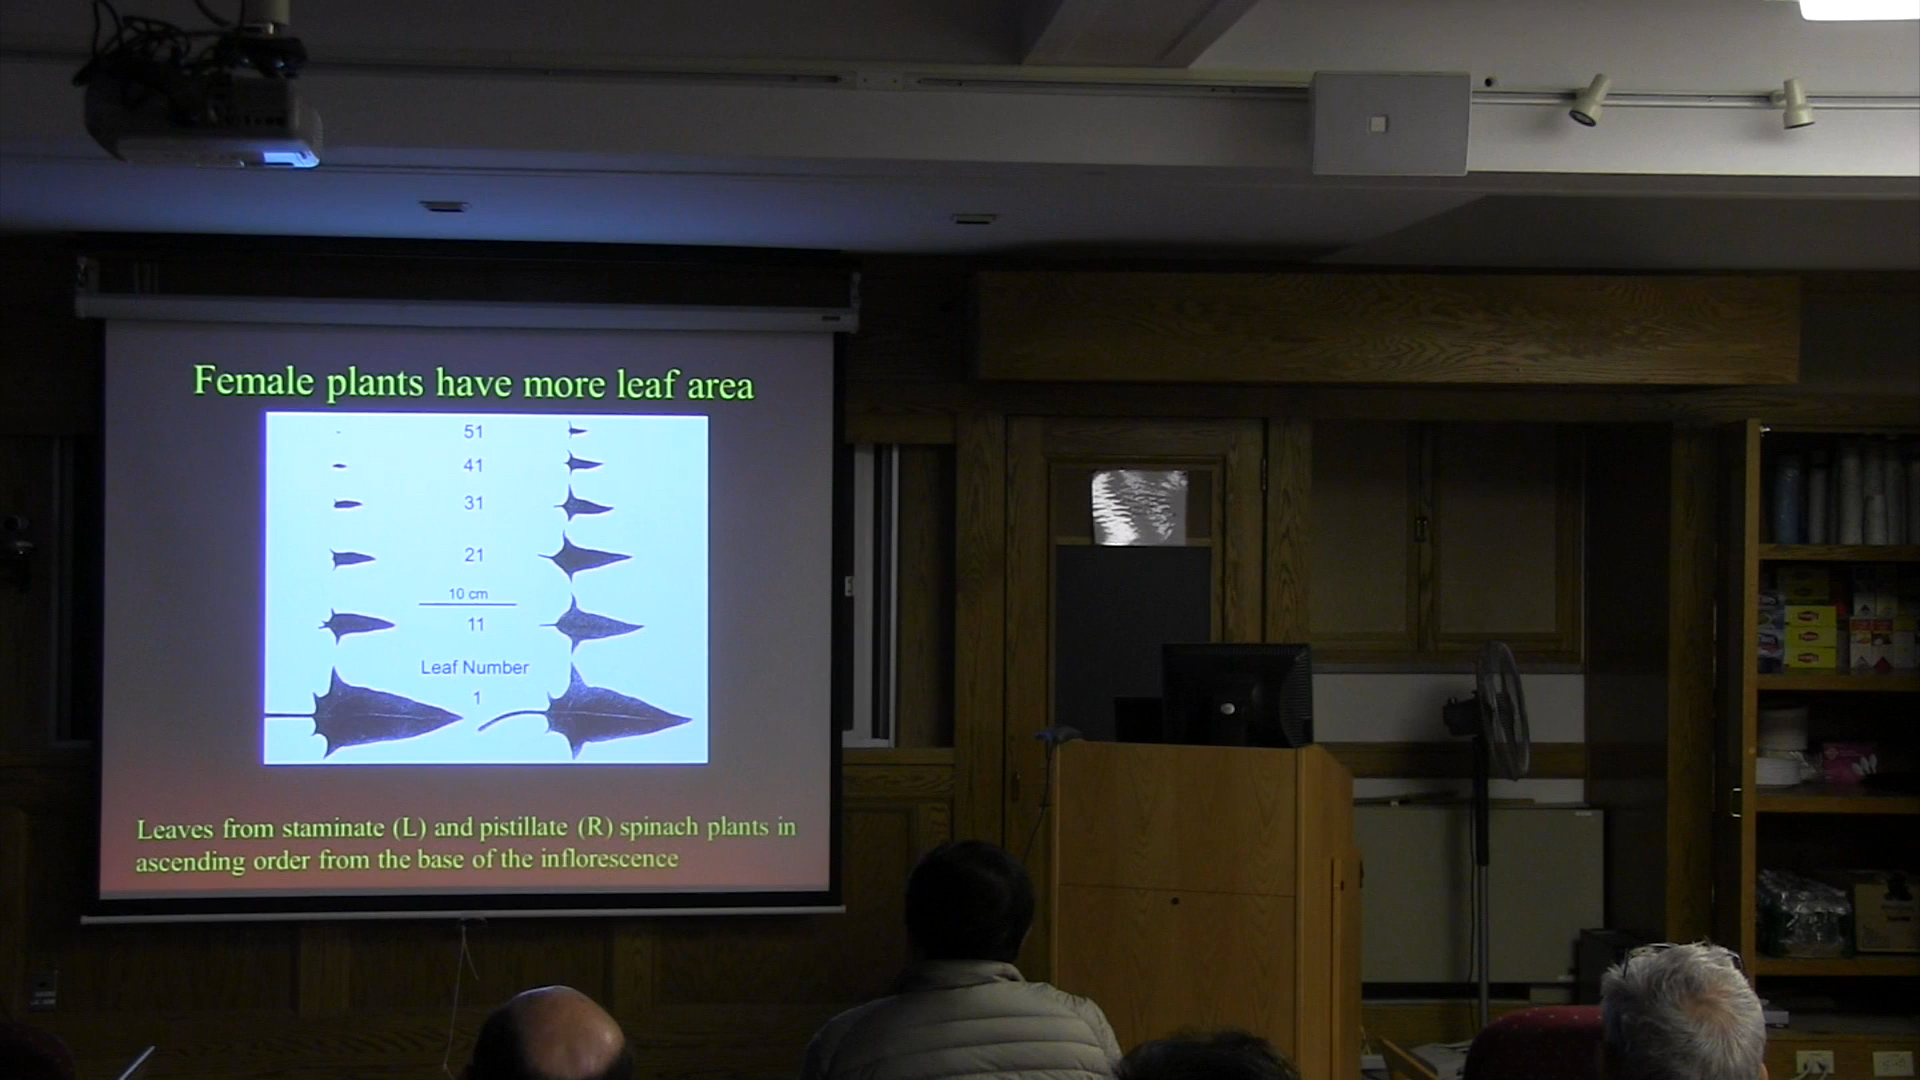 Female plants have more leaf area
51
41
31
21
10 cm
11
Leaf Number
1
Leaves from staminate (L) and pistillate (R) spinach plants in
ascending order from the base of the inflorescence